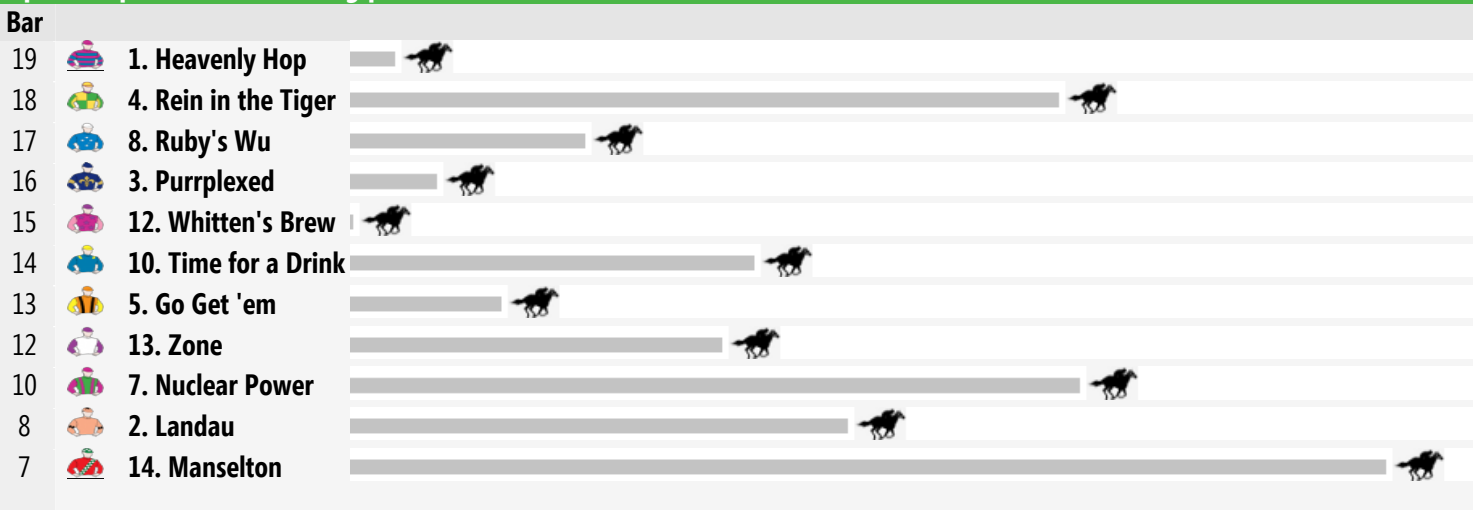 Bar
19 1. Heavenly Hop
18 4. Rein in the Tiger
17 8. Ruby's Wu
16 3. Purrplexed
15 12. Whitten's Brew
14 10. Time for a Drink
13 5. Go Get 'em
12 13. Zone
10 7. Nuclear Power
8 2. Landau
7 14. Manselton